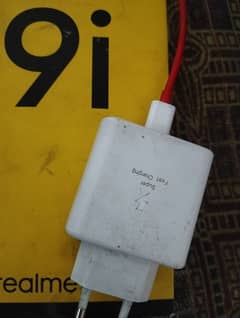 9i
Super
Fast Charging
realme